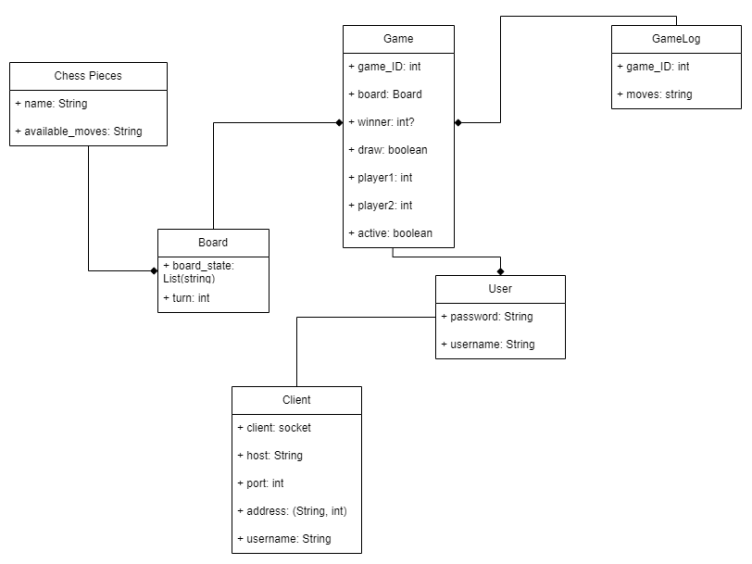 Game
+ game_ID: int
+ board: Board
+ winner: int?
+ draw: boolean
+ player1: int
+ player2: int
+ active: boolean
GameLog
+ game_ID: int
+ moves: string
Chess Pieces
+ name: String
+ available_moves: String
Board
+ board_state:
List(string)
+ turn: int
User
+ password: String
+ username: String
Client
+ client: socket
+ host: String
+ port: int
+ address: (String, int)
+ username: String